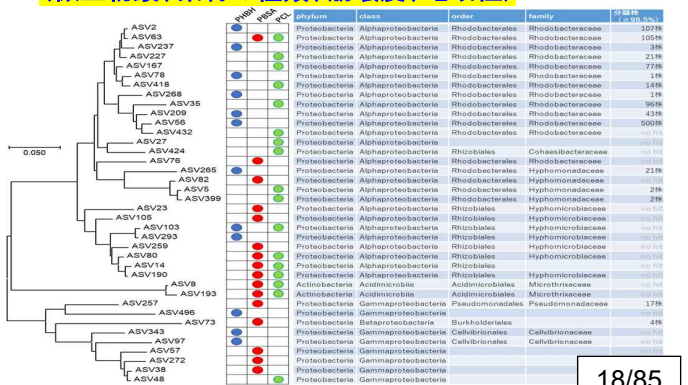 PHBH PBSA PCL phylum class order family 分離株 (≧98.5%)
ASV2 Proteobacteria Alphaproteobacteria Rhodobacterales Rhodobacteraceae 107株
ASV63 Proteobacteria Alphaproteobacteria Rhodobacterales Rhodobacteraceae 105株
ASV237 Proteobacteria Alphaproteobacteria Rhodobacterales Rhodobacteraceae 3株
ASV227 Proteobacteria Alphaproteobacteria Rhodobacterales Rhodobacteraceae 21株
ASV167 Proteobacteria Alphaproteobacteria Rhodobacterales Rhodobacteraceae 77株
ASV78 Proteobacteria Alphaproteobacteria Rhodobacterales Rhodobacteraceae 1株
ASV418 Proteobacteria Alphaproteobacteria Rhodobacterales Rhodobacteraceae 14株
ASV268 Proteobacteria Alphaproteobacteria Rhodobacterales Rhodobacteraceae 1株
ASV35 Proteobacteria Alphaproteobacteria Rhodobacterales Rhodobacteraceae 96株
ASV209 Proteobacteria Alphaproteobacteria Rhodobacterales Rhodobacteraceae 43株
ASV56 Proteobacteria Alphaproteobacteria Rhodobacterales Rhodobacteraceae 500株
ASV432 Proteobacteria Alphaproteobacteria Rhodobacterales Rhodobacteraceae no hit
ASV27 Proteobacteria Alphaproteobacteria no hit
0.050
ASV424 Proteobacteria Alphaproteobacteria Rhizobiales Cohaesibacteraceae no hit
ASV76 Proteobacteria Alphaproteobacteria Rhodobacterales Rhodobacteraceae no hit
ASV265 Proteobacteria Alphaproteobacteria Rhodobacterales Hyphomonadaceae 21株
ASV82 Proteobacteria Alphaproteobacteria Rhodobacterales Hyphomonadaceae no hit
ASV5 Proteobacteria Alphaproteobacteria Rhodobacterales Hyphomonadaceae 2株
ASV399 Proteobacteria Alphaproteobacteria Rhodobacterales Hyphomonadaceae 2株
ASV23 Proteobacteria Alphaproteobacteria Rhizobiales Hyphomicrobiaceae no hit
ASV105 Proteobacteria Alphaproteobacteria Rhizobiales Hyphomicrobiaceae no hit
ASV103 Proteobacteria Alphaproteobacteria Rhizobiales Hyphomicrobiaceae no hit
ASV293 Proteobacteria Alphaproteobacteria Rhizobiales Hyphomicrobiaceae no hit
ASV259 Proteobacteria Alphaproteobacteria Rhizobiales no hit
ASV80 Proteobacteria Alphaproteobacteria Rhizobiales Hyphomicrobiaceae no hit
ASV14 Proteobacteria Alphaproteobacteria Rhizobiales no hit
ASV190 Proteobacteria Alphaproteobacteria Rhizobiales Hyphomicrobiaceae no hit
ASV8 Actinobacteria Acidimicrobiia Acidimicrobiales Microthrixaceae no hit
ASV193 Actinobacteria Acidimicrobiia Acidimicrobiales Microthrixaceae no hit
ASV257 Proteobacteria Gammaproteobacteria Pseudomonadales Pseudomonadaceae 17株
ASV496 Proteobacteria Gammaproteobacteria no hit
ASV73 Proteobacteria Betaproteobacteria Burkholderiales 4株
ASV343 Proteobacteria Gammaproteobacteria Cellvibrionales Cellvibrionaceae no hit
ASV97 Proteobacteria Gammaproteobacteria Cellvibrionales Cellvibrionaceae no hit
ASV57 Proteobacteria Gammaproteobacteria
ASV272 Proteobacteria Gammaproteobacteria
ASV38 Proteobacteria Gammaproteobacteria
ASV48 Proteobacteria Gammaproteobacteria
18/85